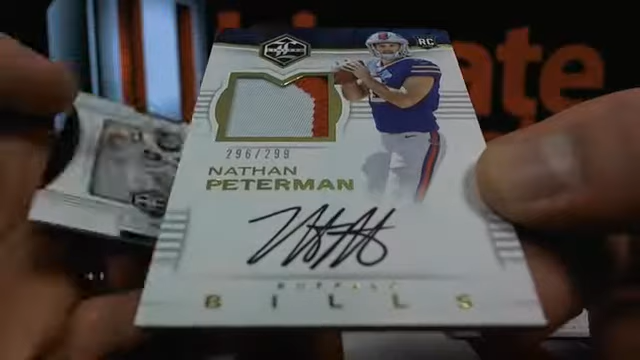 ate
RC
296/299
NATHAN
PETERMAN
BUFFALO
BILLS